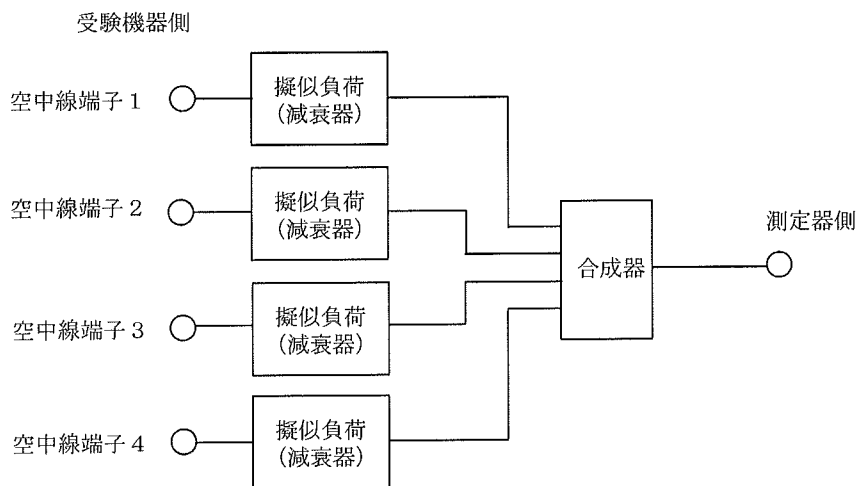 受験機器側
空中線端子1
擬似負荷
(減衰器)
空中線端子2
擬似負荷
(減衰器)
測定器側
合成器
空中線端子3
擬似負荷
(減衰器)
空中線端子4
擬似負荷
(減衰器)